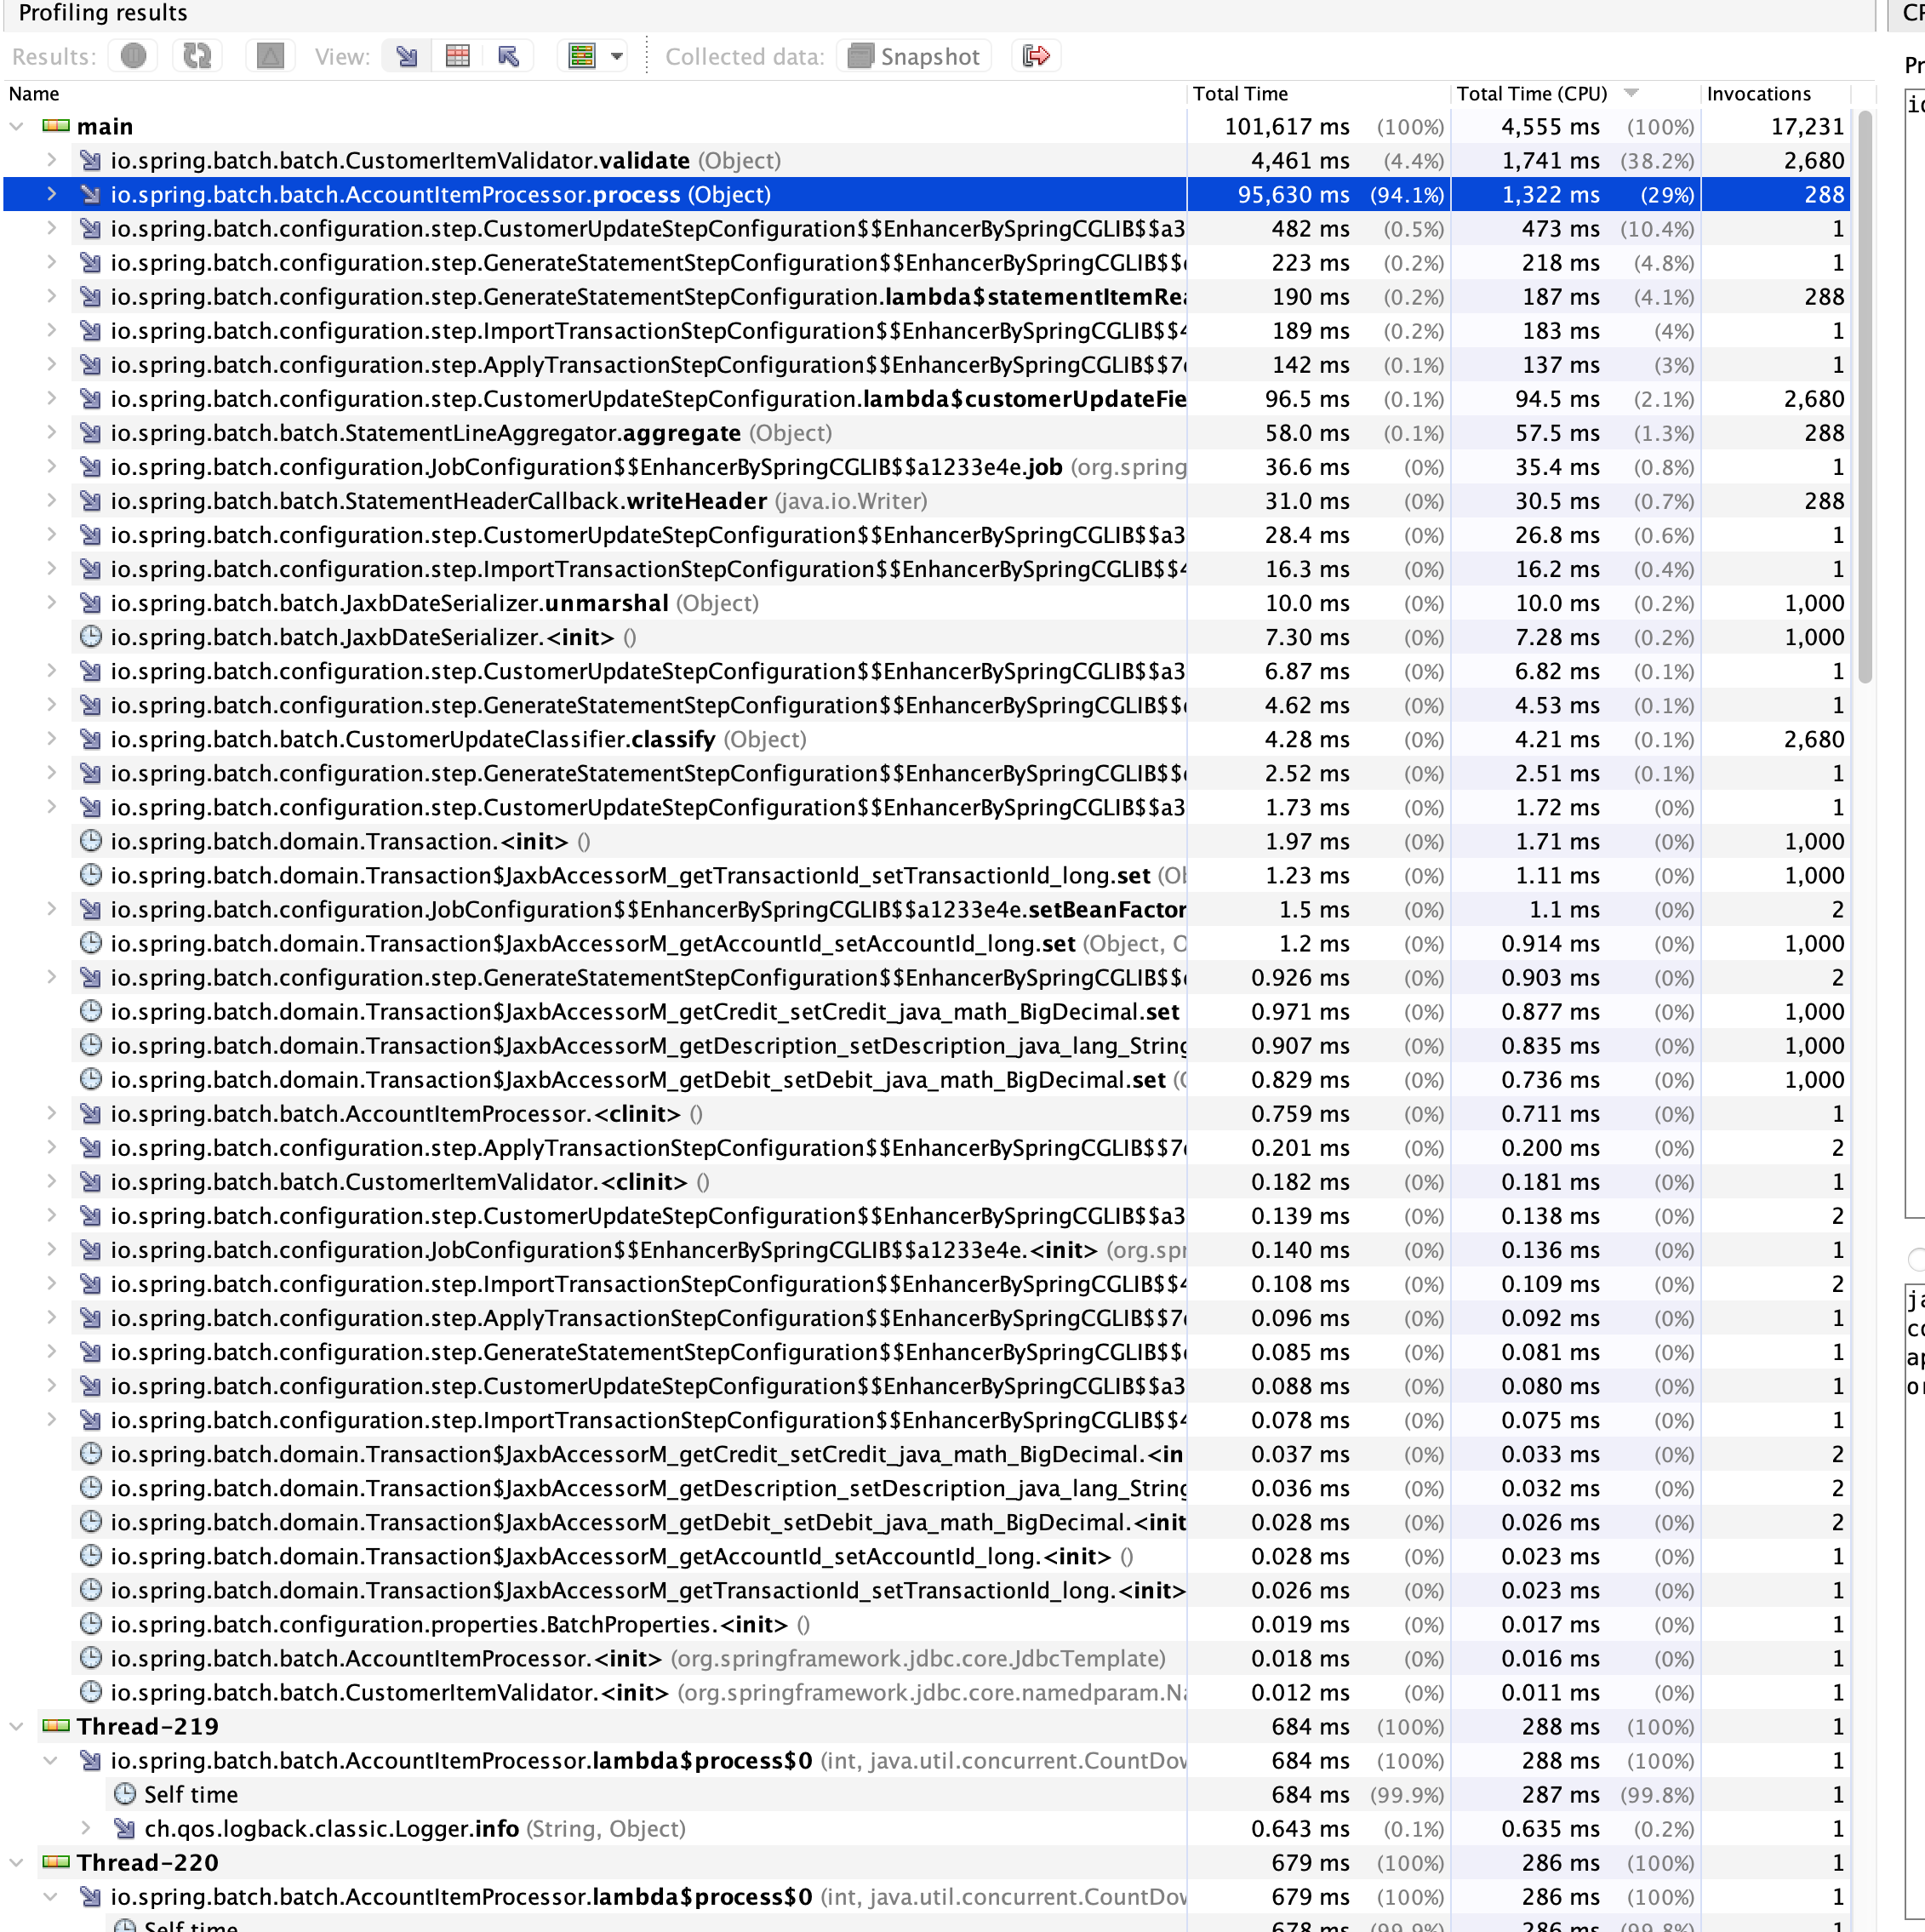 Profiling results
CP
Results: View: Collected data: Snapshot
Pr
Name Total Time Total Time (CPU) Invocations
io
main 101,617 ms (100%) 4,555 ms (100%) 17,231
io.spring.batch.batch.CustomerItemValidator.validate (Object) 4,461 ms (4.4%) 1,741 ms (38.2%) 2,680
io.spring.batch.batch.AccountItemProcessor.process (Object) 95,630 ms (94.1%) 1,322 ms (29%) 288
io.spring.batch.configuration.step.CustomerUpdateStepConfiguration$$EnhancerBySpringCGLIB$$a3 482 ms (0.5%) 473 ms (10.4%) 1
io.spring.batch.configuration.step.GenerateStatementStepConfiguration$$EnhancerBySpringCGLIB$$ 223 ms (0.2%) 218 ms (4.8%) 1
io.spring.batch.configuration.step.GenerateStatementStepConfiguration.lambda$statementItemRea 190 ms (0.2%) 187 ms (4.1%) 288
io.spring.batch.configuration.step.ImportTransactionStepConfiguration$$EnhancerBySpringCGLIB$$4 189 ms (0.2%) 183 ms (4%) 1
io.spring.batch.configuration.step.ApplyTransactionStepConfiguration$$EnhancerBySpringCGLIB$$7 142 ms (0.1%) 137 ms (3%) 1
io.spring.batch.configuration.step.CustomerUpdateStepConfiguration.lambda$customerUpdateFie 96.5 ms (0.1%) 94.5 ms (2.1%) 2,680
io.spring.batch.batch.StatementLineAggregator.aggregate (Object) 58.0 ms (0.1%) 57.5 ms (1.3%) 288
io.spring.batch.configuration.JobConfiguration$$EnhancerBySpringCGLIB$$a1233e4e.job (org.spring 36.6 ms (0%) 35.4 ms (0.8%) 1
io.spring.batch.batch.StatementHeaderCallback.writeHeader (java.io.Writer) 31.0 ms (0%) 30.5 ms (0.7%) 288
io.spring.batch.configuration.step.CustomerUpdateStepConfiguration$$EnhancerBySpringCGLIB$$a3 28.4 ms (0%) 26.8 ms (0.6%) 1
io.spring.batch.configuration.step.ImportTransactionStepConfiguration$$EnhancerBySpringCGLIB$$4 16.3 ms (0%) 16.2 ms (0.4%) 1
io.spring.batch.batch.JaxbDateSerializer.unmarshal (Object) 10.0 ms (0%) 10.0 ms (0.2%) 1,000
io.spring.batch.batch.JaxbDateSerializer.<init> () 7.30 ms (0%) 7.28 ms (0.2%) 1,000
io.spring.batch.configuration.step.CustomerUpdateStepConfiguration$$EnhancerBySpringCGLIB$$a3 6.87 ms (0%) 6.82 ms (0.1%) 1
io.spring.batch.configuration.step.GenerateStatementStepConfiguration$$EnhancerBySpringCGLIB$$ 4.62 ms (0%) 4.53 ms (0.1%) 1
io.spring.batch.batch.CustomerUpdateClassifier.classify (Object) 4.28 ms (0%) 4.21 ms (0.1%) 2,680
io.spring.batch.configuration.step.GenerateStatementStepConfiguration$$EnhancerBySpringCGLIB$$ 2.52 ms (0%) 2.51 ms (0.1%) 1
io.spring.batch.configuration.step.CustomerUpdateStepConfiguration$$EnhancerBySpringCGLIB$$a3 1.73 ms (0%) 1.72 ms (0%) 1
io.spring.batch.domain.Transaction.<init> () 1.97 ms (0%) 1.71 ms (0%) 1,000
io.spring.batch.domain.Transaction$JaxbAccessorM_getTransactionId_setTransactionId_long.set (Ob 1.23 ms (0%) 1.11 ms (0%) 1,000
io.spring.batch.configuration.JobConfiguration$$EnhancerBySpringCGLIB$$a1233e4e.setBeanFactor 1.5 ms (0%) 1.1 ms (0%) 2
io.spring.batch.domain.Transaction$JaxbAccessorM_getAccountId_setAccountId_long.set (Object, O 1.2 ms (0%) 0.914 ms (0%) 1,000
io.spring.batch.configuration.step.GenerateStatementStepConfiguration$$EnhancerBySpringCGLIB$$ 0.926 ms (0%) 0.903 ms (0%) 2
io.spring.batch.domain.Transaction$JaxbAccessorM_getCredit_setCredit_java_math_BigDecimal.set 0.971 ms (0%) 0.877 ms (0%) 1,000
io.spring.batch.domain.Transaction$JaxbAccessorM_getDescription_setDescription_java_lang_String 0.907 ms (0%) 0.835 ms (0%) 1,000
io.spring.batch.domain.Transaction$JaxbAccessorM_getDebit_setDebit_java_math_BigDecimal.set (O 0.829 ms (0%) 0.736 ms (0%) 1,000
io.spring.batch.batch.AccountItemProcessor.<clinit> () 0.759 ms (0%) 0.711 ms (0%) 1
io.spring.batch.configuration.step.ApplyTransactionStepConfiguration$$EnhancerBySpringCGLIB$$7 0.201 ms (0%) 0.200 ms (0%) 2
io.spring.batch.batch.CustomerItemValidator.<clinit> () 0.182 ms (0%) 0.181 ms (0%) 1
io.spring.batch.configuration.step.CustomerUpdateStepConfiguration$$EnhancerBySpringCGLIB$$a3 0.139 ms (0%) 0.138 ms (0%) 2
io.spring.batch.configuration.JobConfiguration$$EnhancerBySpringCGLIB$$a1233e4e.<init> (org.spr 0.140 ms (0%) 0.136 ms (0%) 1
io.spring.batch.configuration.step.ImportTransactionStepConfiguration$$EnhancerBySpringCGLIB$$4 0.108 ms (0%) 0.109 ms (0%) 2
ja
io.spring.batch.configuration.step.ApplyTransactionStepConfiguration$$EnhancerBySpringCGLIB$$7 0.096 ms (0%) 0.092 ms (0%) 1
co
io.spring.batch.configuration.step.GenerateStatementStepConfiguration$$EnhancerBySpringCGLIB$$ 0.085 ms (0%) 0.081 ms (0%) 1
ap
io.spring.batch.configuration.step.CustomerUpdateStepConfiguration$$EnhancerBySpringCGLIB$$a3 0.088 ms (0%) 0.080 ms (0%) 1
or
io.spring.batch.configuration.step.ImportTransactionStepConfiguration$$EnhancerBySpringCGLIB$$4 0.078 ms (0%) 0.075 ms (0%) 1
io.spring.batch.domain.Transaction$JaxbAccessorM_getCredit_setCredit_java_math_BigDecimal.<in 0.037 ms (0%) 0.033 ms (0%) 2
io.spring.batch.domain.Transaction$JaxbAccessorM_getDescription_setDescription_java_lang_String 0.036 ms (0%) 0.032 ms (0%) 2
io.spring.batch.domain.Transaction$JaxbAccessorM_getDebit_setDebit_java_math_BigDecimal.<init 0.028 ms (0%) 0.026 ms (0%) 2
io.spring.batch.domain.Transaction$JaxbAccessorM_getAccountId_setAccountId_long.<init> () 0.028 ms (0%) 0.023 ms (0%) 1
io.spring.batch.domain.Transaction$JaxbAccessorM_getTransactionId_setTransactionId_long.<init> 0.026 ms (0%) 0.023 ms (0%) 1
io.spring.batch.configuration.properties.BatchProperties.<init> () 0.019 ms (0%) 0.017 ms (0%) 1
io.spring.batch.batch.AccountItemProcessor.<init> (org.springframework.jdbc.core.JdbcTemplate) 0.018 ms (0%) 0.016 ms (0%) 1
io.spring.batch.batch.CustomerItemValidator.<init> (org.springframework.jdbc.core.namedparam.Na 0.012 ms (0%) 0.011 ms (0%) 1
Thread-219 684 ms (100%) 288 ms (100%) 1
io.spring.batch.batch.AccountItemProcessor.lambda$process$0 (int, java.util.concurrent.CountDow 684 ms (100%) 288 ms (100%) 1
Self time 684 ms (99.9%) 287 ms (99.8%) 1
ch.qos.logback.classic.Logger.info (String, Object) 0.643 ms (0.1%) 0.635 ms (0.2%) 1
Thread-220 679 ms (100%) 286 ms (100%) 1
io.spring.batch.batch.AccountItemProcessor.lambda$process$0 (int, java.util.concurrent.CountDow 679 ms (100%) 286 ms (100%) 1
Self time 678 ms (99.9%) 286 ms (99.8%) 1